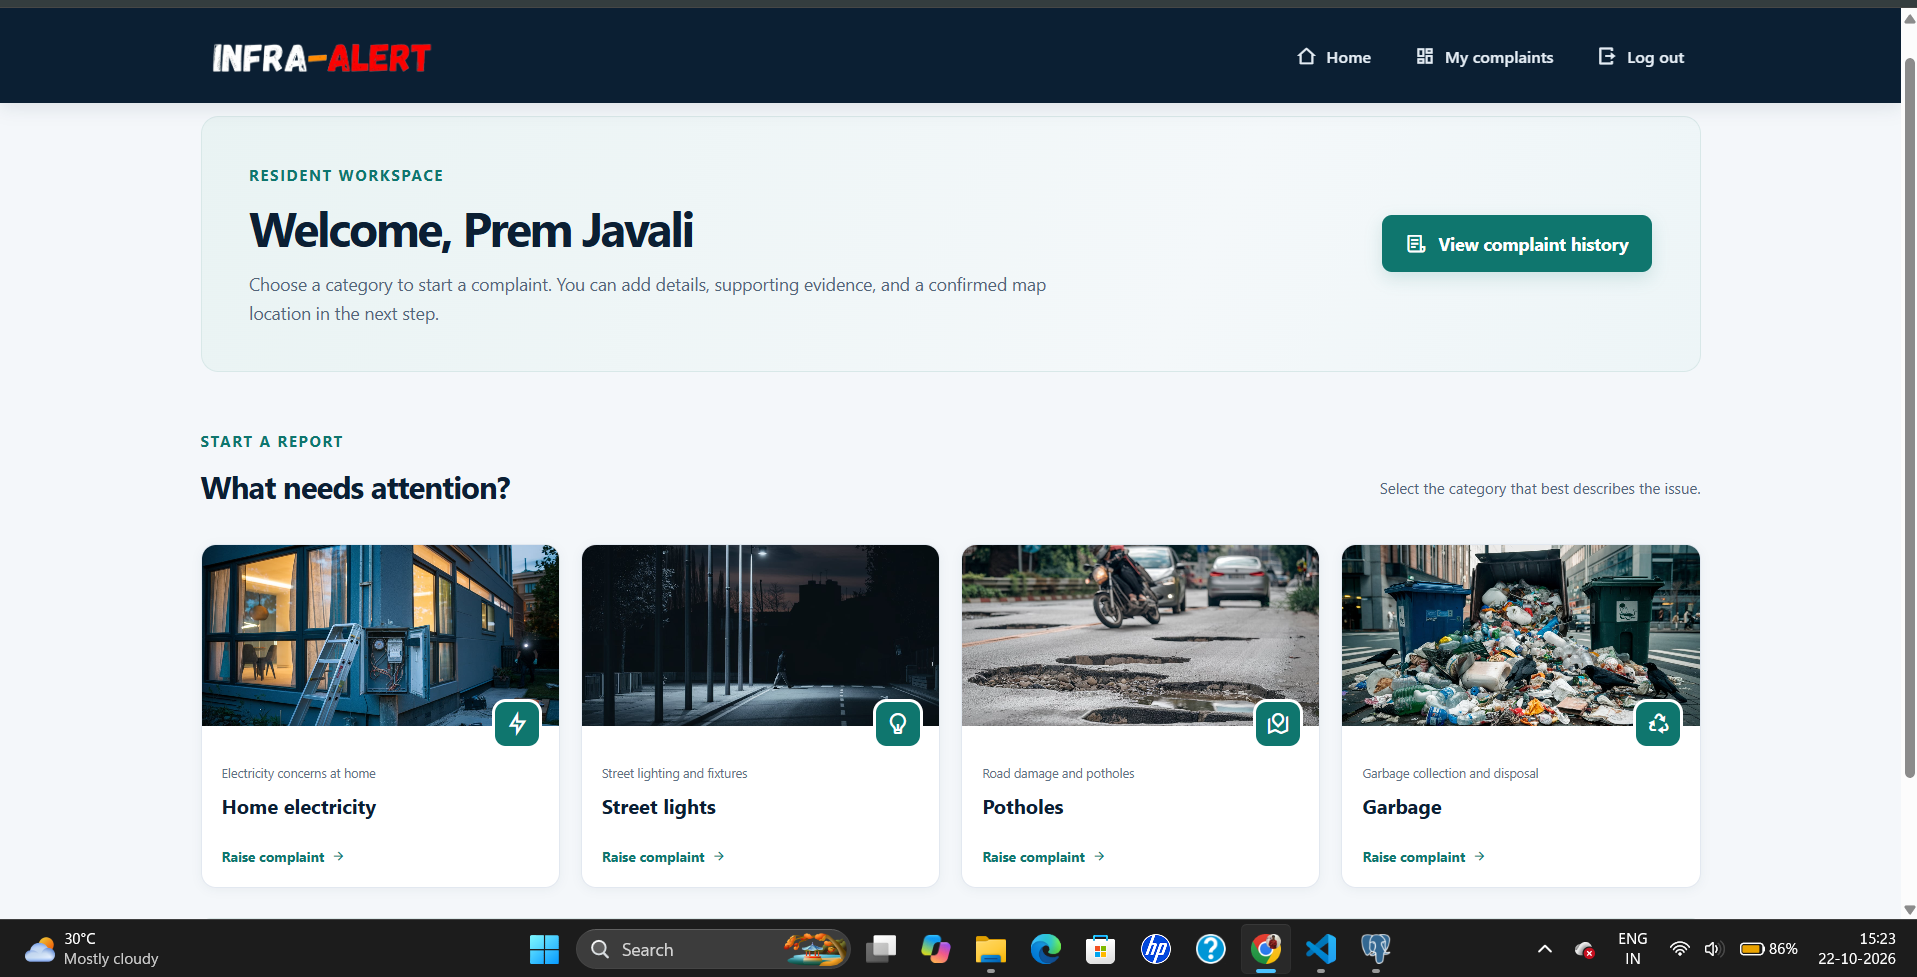 INFRA-ALERT
Home
My complaints
Log out
RESIDENT WORKSPACE
Welcome, Prem Javali
Choose a category to start a complaint. You can add details, supporting evidence, and a confirmed map
location in the next step.
View complaint history
START A REPORT
What needs attention?
Select the category that best describes the issue.
Electricity concerns at home
Home electricity
Raise complaint →
Street lighting and fixtures
Street lights
Raise complaint →
Road damage and potholes
Potholes
Raise complaint →
Garbage collection and disposal
Garbage
Raise complaint →
30°C
Mostly cloudy
Search
hp
ENG
IN
86%
15:23
22-10-2026